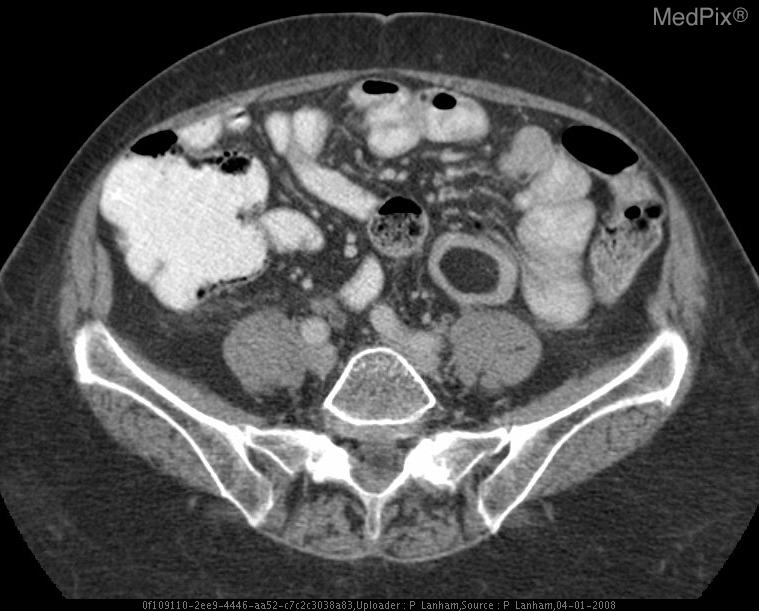 MedPix®
0f109110-2ee9-4446-aa52-c7c2c3038a83,Uploader : P Lanham,Source : P Lanham,04-01-2008